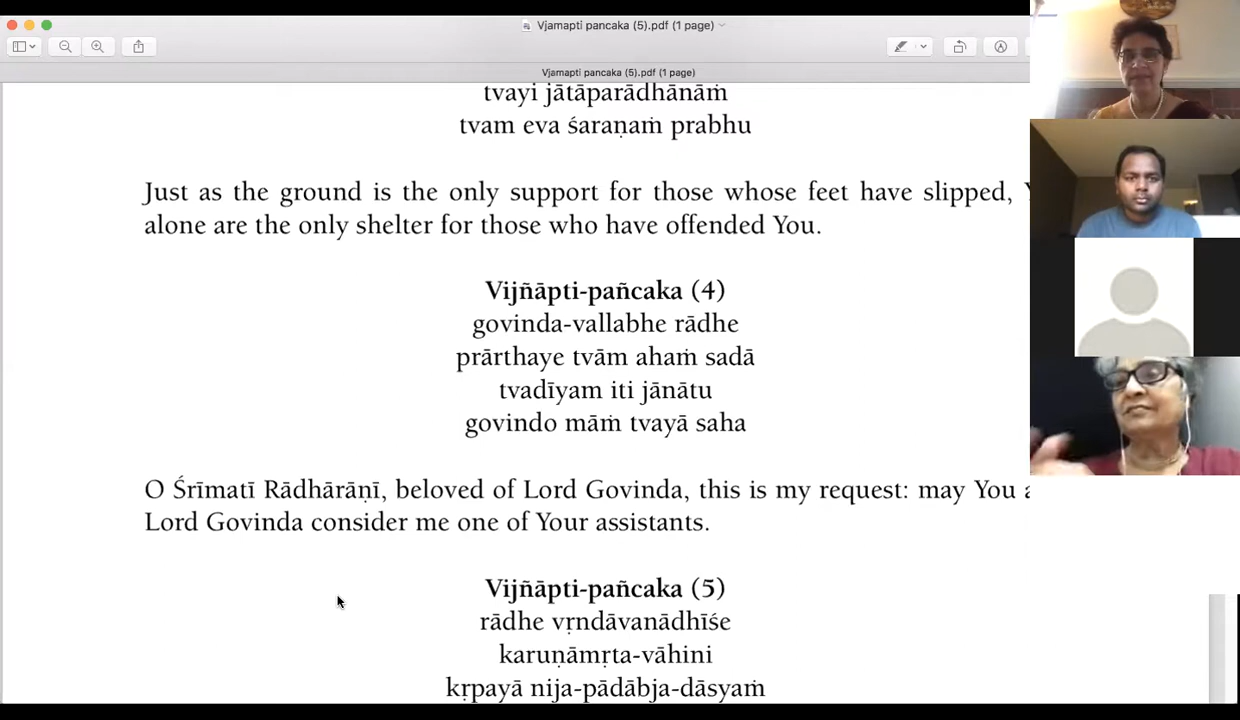 Vjamapti pancaka (5).pdf (1 page)
Vjamapti pancaka (5).pdf (1 page)
tvayi jātāparādhānāṁ
tvam eva śaraṇaṁ prabhu
Just as the ground is the only support for those whose feet have slipped,
alone are the only shelter for those who have offended You.
Vijñāpti-pañcaka (4)
govinda-vallabhe rādhe
prārthaye tvām ahaṁ sadā
tvadīyam iti jānātu
govindo māṁ tvayā saha
O Śrīmatī Rādhārāṇī, beloved of Lord Govinda, this is my request: may You
Lord Govinda consider me one of Your assistants.
Vijñāpti-pañcaka (5)
rādhe vṛndāvanādhīśe
karuṇāmṛta-vāhini
kṛpayā nija-pādābja-dāsyaṁ